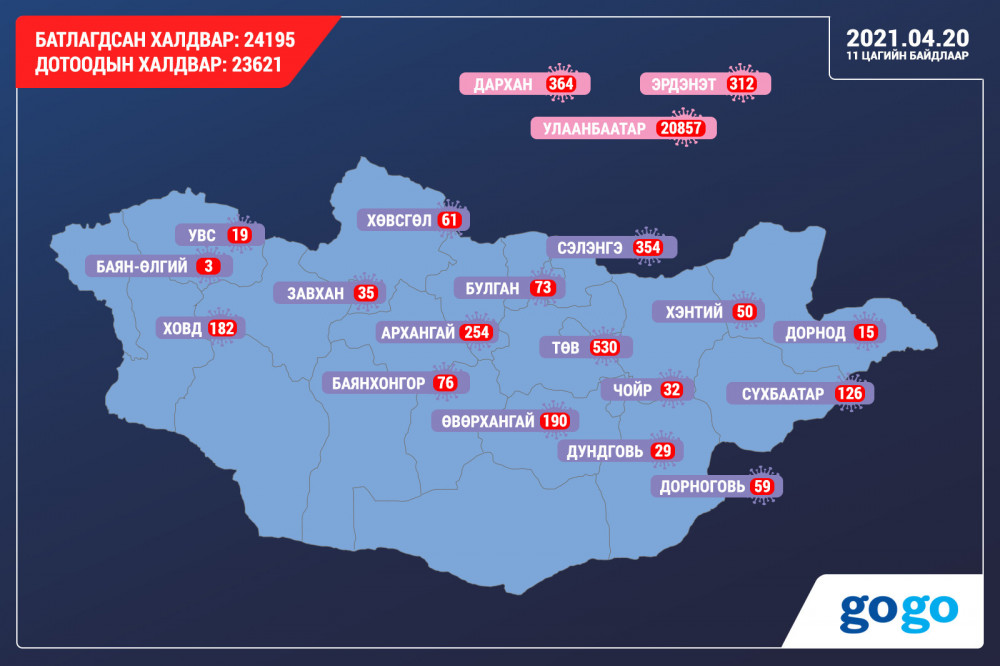 БАТЛАГДСАН ХАЛДВАР: 24195
ДОТООДЫН ХАЛДВАР: 23621
2021.04.20
11 ЦАГИЙН БАЙДЛААР
ДАРХАН 364
ЭРДЭНЭТ 312
УЛААНБААТАР 20857
ХӨВСГӨЛ 61
УВС 19
СЭЛЭНГЭ 354
БАЯН-ӨЛГИЙ 3
ЗАВХАН 35
БУЛГАН 73
ХЭНТИЙ 50
ХОВД 182
АРХАНГАЙ 254
ДОРНОД 15
ТӨВ 530
БАЯНХОНГОР 76
ЧОЙР 32
СҮХБААТАР 126
ӨВӨРХАНГАЙ 190
ДУНДГОВЬ 29
ДОРНОГОВЬ 59
gogo